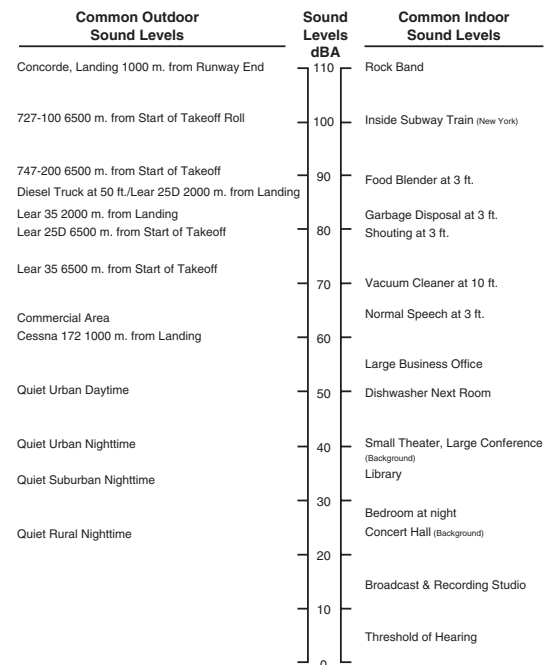 Common Outdoor
Sound Levels
Sound
Levels
dBA
Common Indoor
Sound Levels
Concorde, Landing 1000 m. from Runway End
110
Rock Band
727-100 6500 m. from Start of Takeoff Roll
100
Inside Subway Train (New York)
747-200 6500 m. from Start of Takeoff
90
Food Blender at 3 ft.
Diesel Truck at 50 ft./Lear 25D 2000 m. from Landing
Lear 35 2000 m. from Landing
Garbage Disposal at 3 ft.
Lear 25D 6500 m. from Start of Takeoff
80
Shouting at 3 ft.
Lear 35 6500 m. from Start of Takeoff
70
Vacuum Cleaner at 10 ft.
Commercial Area
Normal Speech at 3 ft.
Cessna 172 1000 m. from Landing
60
Large Business Office
Quiet Urban Daytime
50
Dishwasher Next Room
Quiet Urban Nighttime
40
Small Theater, Large Conference
(Background)
Quiet Suburban Nighttime
Library
30
Bedroom at night
Quiet Rural Nighttime
Concert Hall (Background)
20
Broadcast & Recording Studio
10
Threshold of Hearing
0